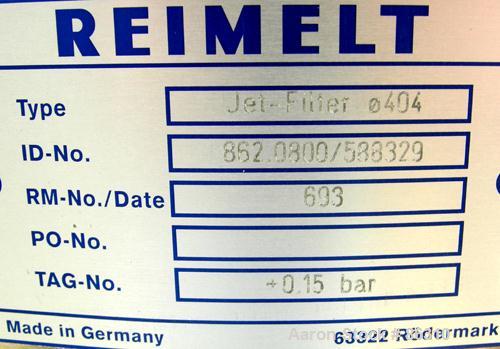 REIMELT
Type Jet-Filter ø404
ID-No. 862.0800/588329
RM-No./Date 693
PO-No.
TAG-No. +0.15 bar
Made in Germany 63322 Rödermark